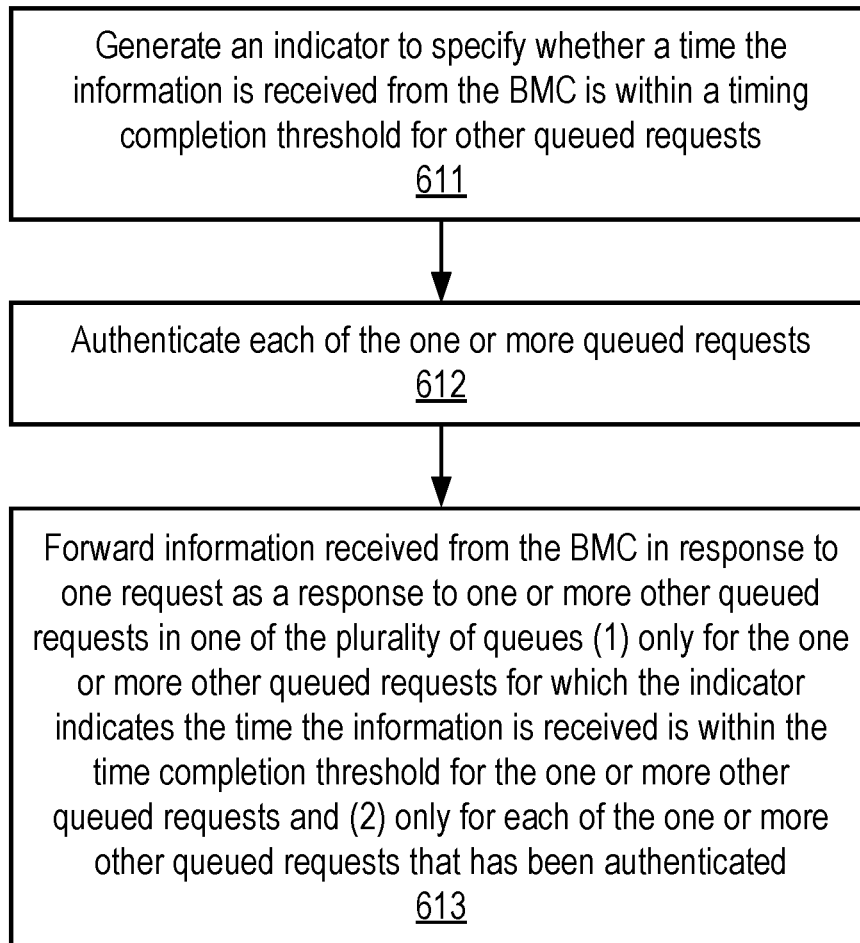 Generate an indicator to specify whether a time the
information is received from the BMC is within a timing
completion threshold for other queued requests
611
Authenticate each of the one or more queued requests
612
Forward information received from the BMC in response to
one request as a response to one or more other queued
requests in one of the plurality of queues (1) only for the one
or more other queued requests for which the indicator
indicates the time the information is received is within the
time completion threshold for the one or more other
queued requests and (2) only for each of the one or more
other queued requests that has been authenticated
613